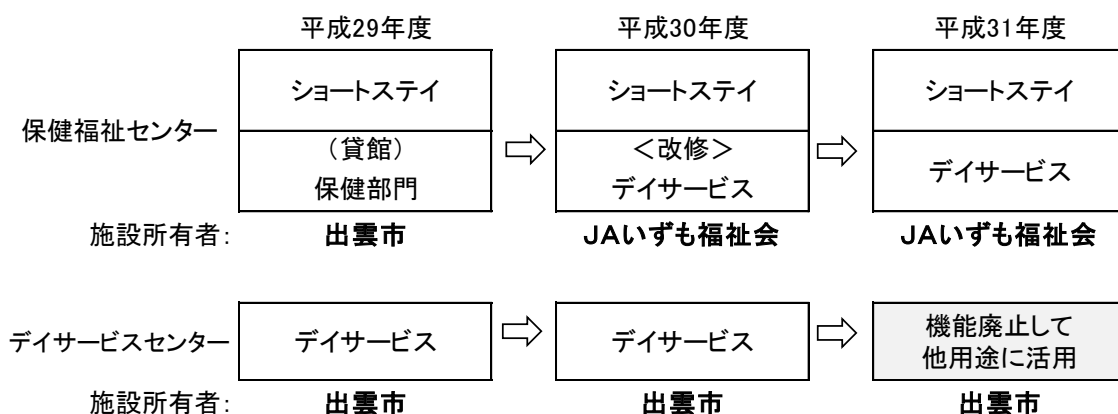 平成29年度 平成30年度 平成31年度
ショートステイ ショートステイ ショートステイ
保健福祉センター
(貸館) <改修>
保健部門 デイサービス デイサービス
施設所有者: 出雲市 JAいずも福祉会 JAいずも福祉会
デイサービスセンター デイサービス デイサービス 機能廃止して
他用途に活用
施設所有者: 出雲市 出雲市 出雲市